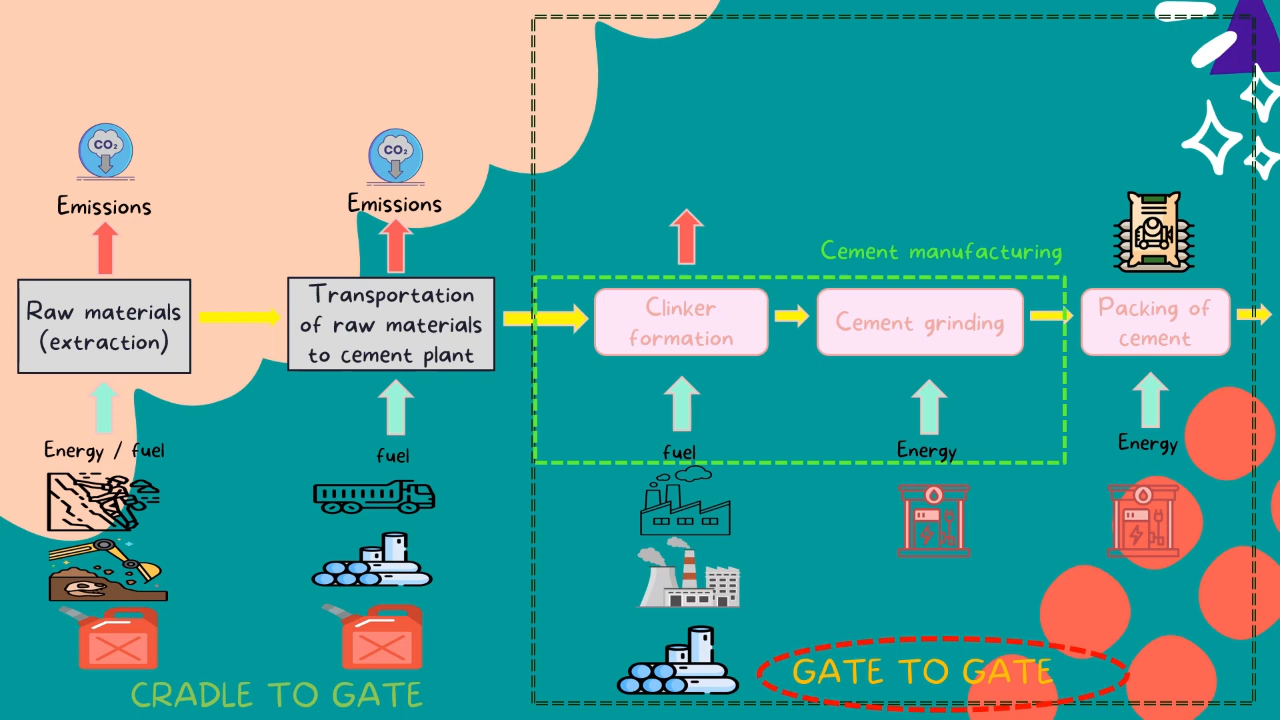 CO₂
Emissions
CO₂
Emissions
Cement manufacturing
Raw materials
(extraction)
Transportation
of raw materials
to cement plant
Clinker
formation
Cement grinding
Packing of
cement
Energy / fuel
fuel
fuel
Energy
Energy
CRADLE TO GATE
GATE TO GATE